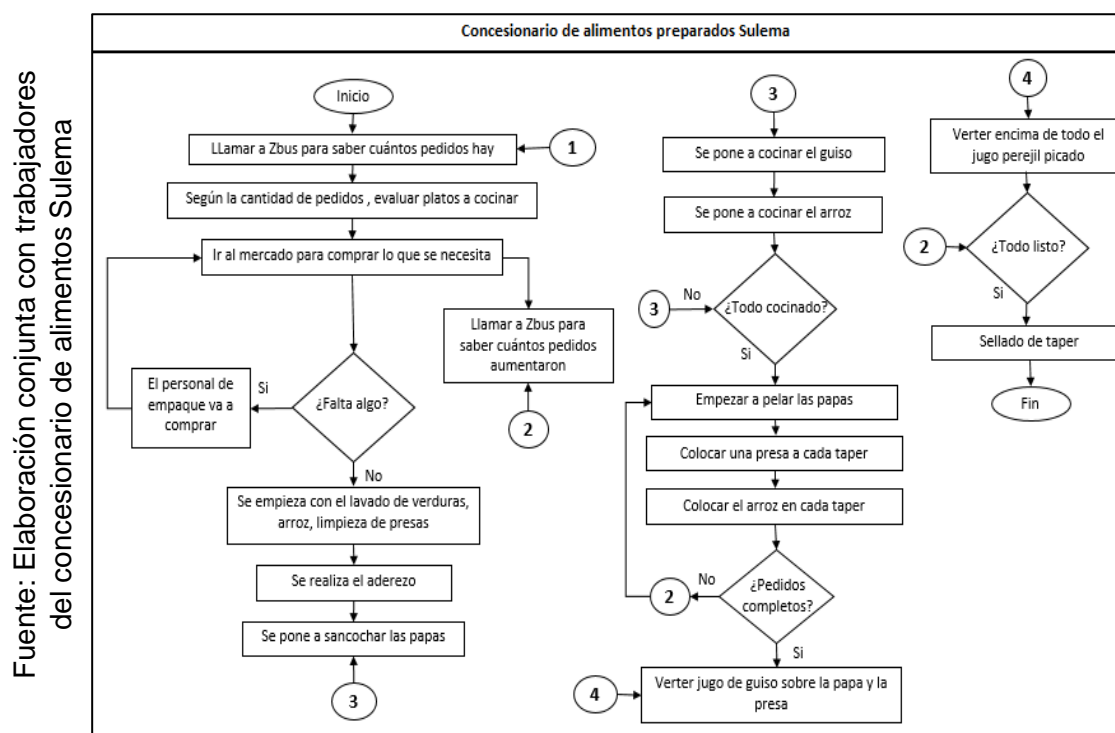 Fuente: Elaboración conjunta con trabajadores
del concesionario de alimentos Sulema
Concesionario de alimentos preparados Sulema
Inicio
LLamar a Zbus para saber cuántos pedidos hay
1
Según la cantidad de pedidos , evaluar platos a cocinar
Ir al mercado para comprar lo que se necesita
Llamar a Zbus para
saber cuántos pedidos
aumentaron
2
¿Falta algo?
Si
El personal de
empaque va a
comprar
No
Se empieza con el lavado de verduras,
arroz, limpieza de presas
Se realiza el aderezo
Se pone a sancochar las papas
3
3
Se pone a cocinar el guiso
Se pone a cocinar el arroz
¿Todo cocinado?
No
3
Si
Empezar a pelar las papas
Colocar una presa a cada taper
Colocar el arroz en cada taper
¿Pedidos
completos?
No
2
Si
Verter jugo de guiso sobre la papa y la
presa
4
4
Verter encima de todo el
jugo perejil picado
¿Todo listo?
2
Si
Sellado de taper
Fin